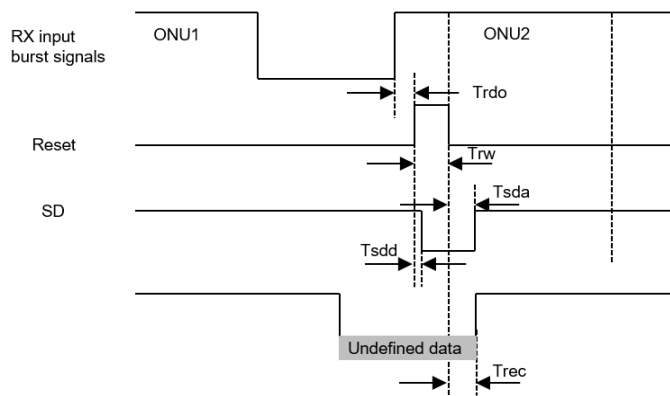 RX input
burst signals
ONU1
ONU2
Trdo
Reset
Trw
Tsda
SD
Tsdd
Undefined data
Trec